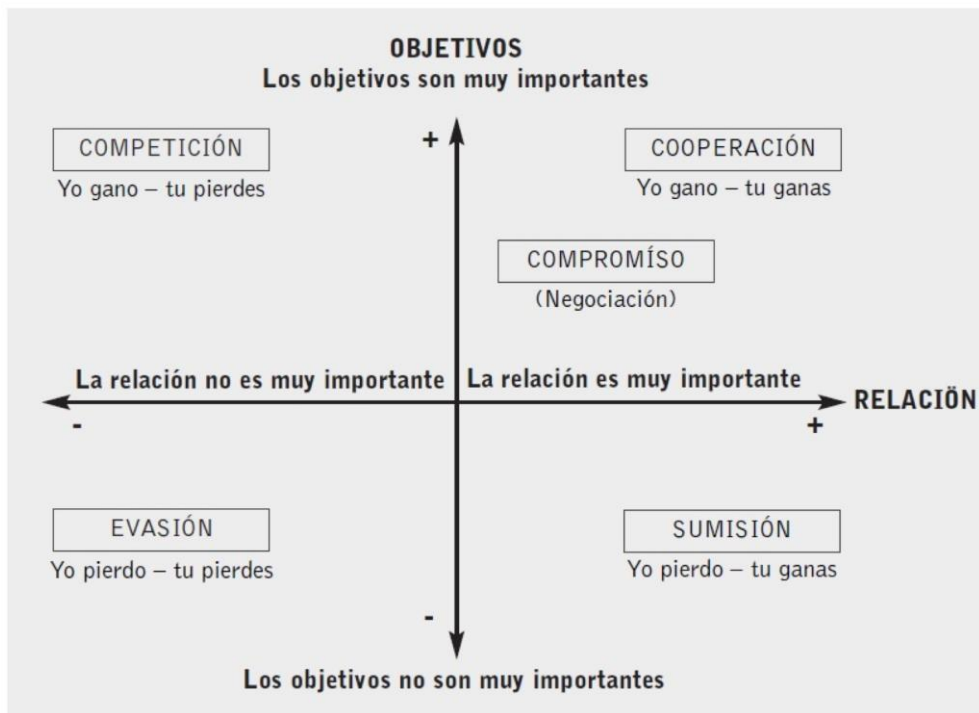 OBJETIVOS
Los objetivos son muy importantes
+
COMPETICIÓN
COOPERACIÓN
Yo gano – tu pierdes
Yo gano – tu ganas
COMPROMÍSO
(Negociación)
La relación no es muy importante
La relación es muy importante
RELACIÖN
-
+
EVASIÓN
SUMISIÓN
Yo pierdo – tu pierdes
Yo pierdo – tu ganas
-
Los objetivos no son muy importantes